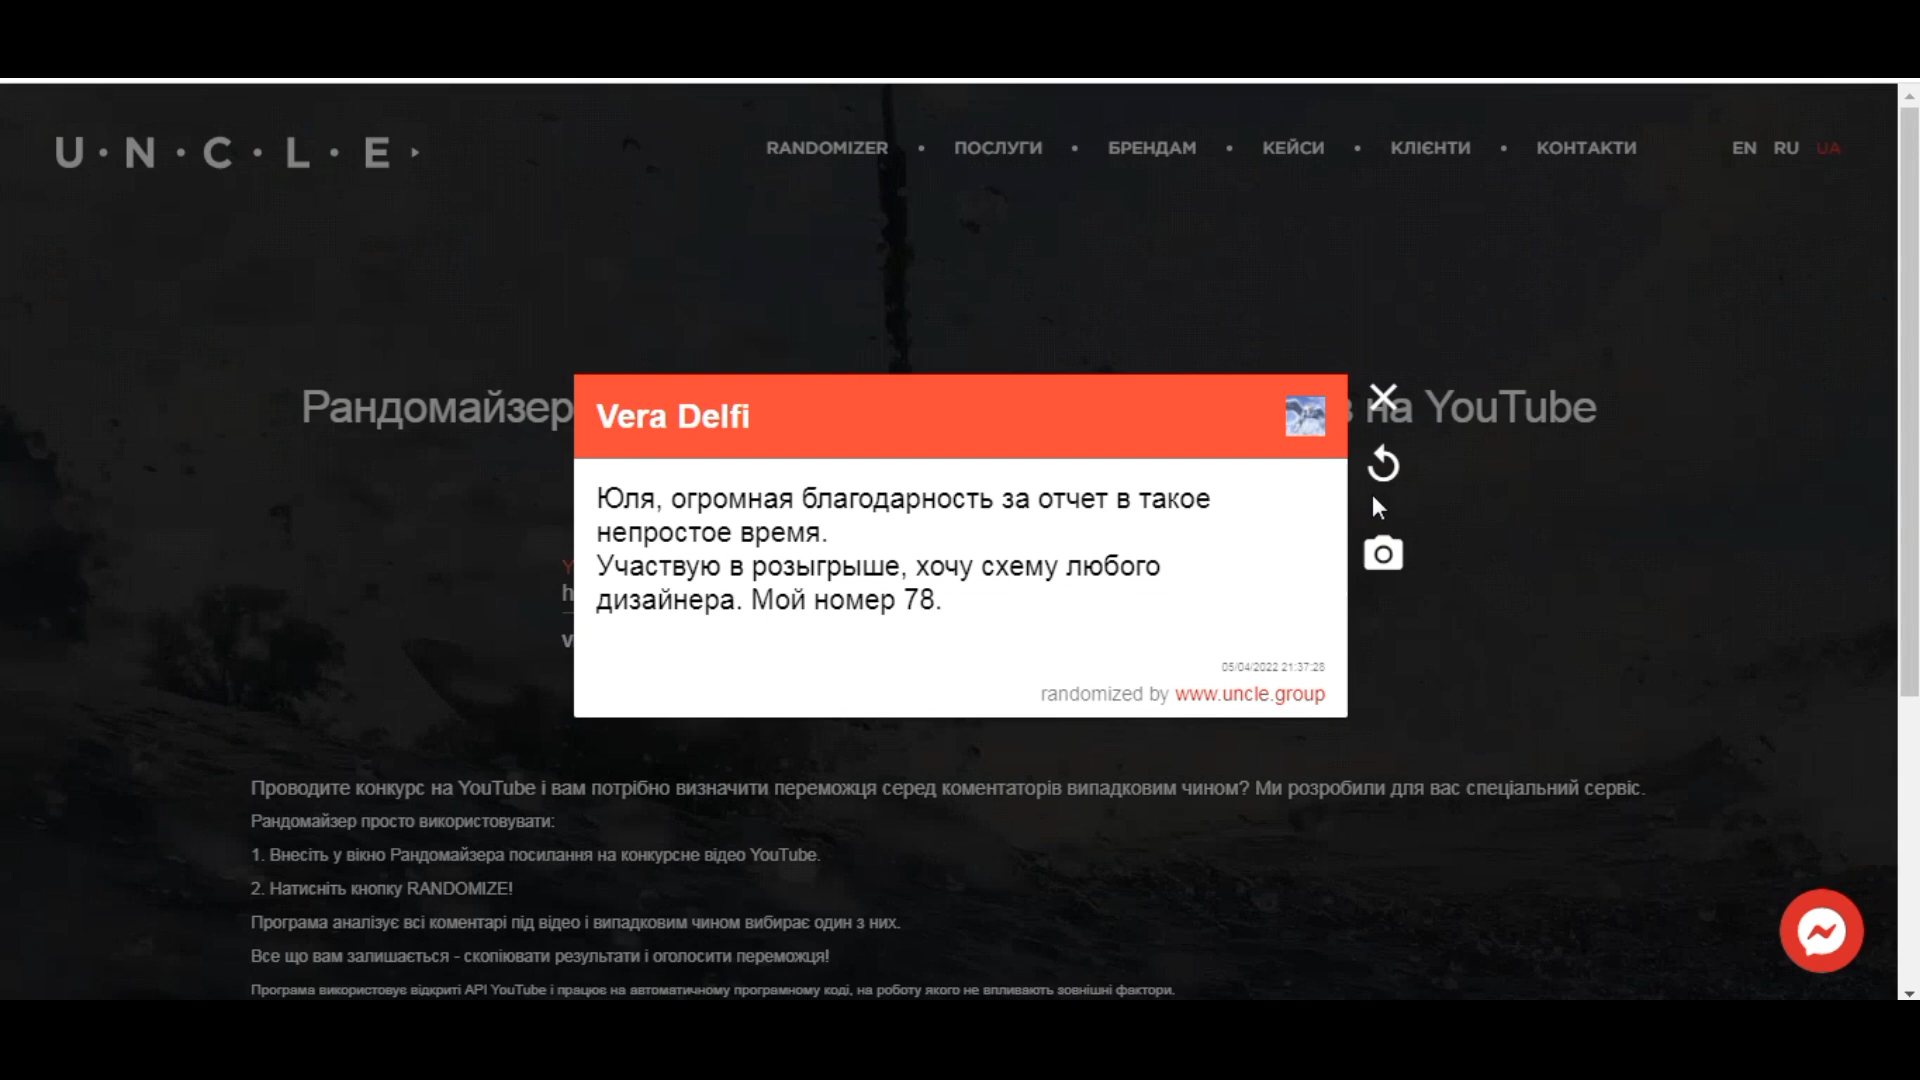 U·N·C·L·E
RANDOMIZER • ПОСЛУГИ • БРЕНДАМ • КЕЙСИ • КЛІЄНТИ • КОНТАКТИ
EN RU UA
Рандомайзер на YouTube
Vera Delfi
Юля, огромная благодарность за отчет в такое
непростое время.
Участвую в розыгрыше, хочу схему любого
дизайнера. Мой номер 78.
05/04/2022 21:37:28
randomized by www.uncle.group
Проводите конкурс на YouTube і вам потрібно визначити переможця серед коментаторів випадковим чином? Ми розробили для вас спеціальний сервіс.
Рандомайзер просто використовувати:
1. Внесіть у вікно Рандомайзера посилання на конкурсне відео YouTube.
2. Натисніть кнопку RANDOMIZE!
Програма аналізує всі коментарі під відео і випадковим чином вибирає один з них.
Все що вам залишається - скопіювати результати і оголосити переможця!
Програма використовує відкриті API YouTube і працює на автоматичному програмному коді, на роботу якого не впливають зовнішні фактори.